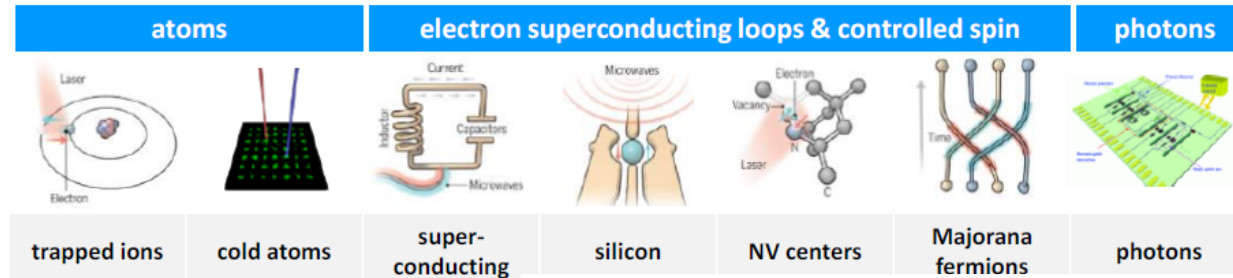 atoms
electron superconducting loops & controlled spin
photons
Laser
Electron
Current
Inductor
Capacitors
Microwaves
Microwaves
Electron
Vacancy
N
Laser
C
Time
trapped ions
cold atoms
super-
conducting
silicon
NV centers
Majorana
fermions
photons